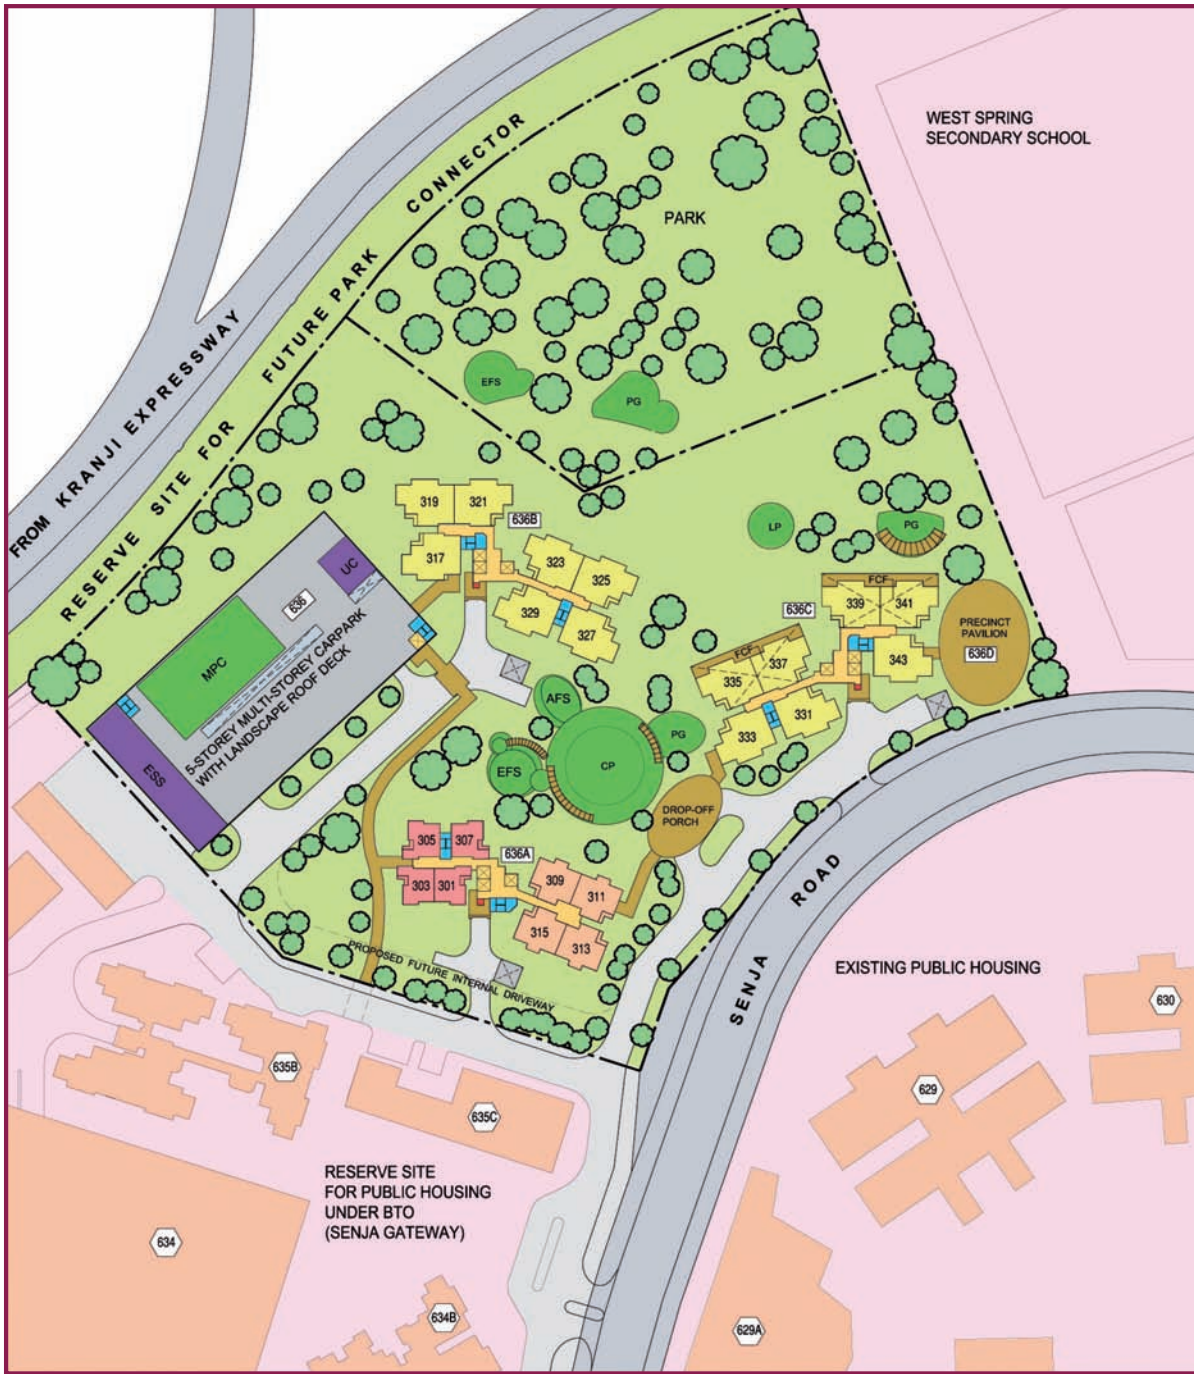 WEST SPRING
SECONDARY SCHOOL
PARK
FROM KRANJI EXPRESSWAY
RESERVE SITE FOR FUTURE PARK CONNECTOR
EFS
PG
319
321
636B
317
323
325
329
327
LP
PG
FCF
339
341
636C
343
PRECINCT
PAVILION
636D
FCF
337
335
331
333
UC
636
MPC
5-STOREY MULTI-STOREY CARPARK
WITH LANDSCAPE ROOF DECK
ESS
AFS
PG
CP
EFS
DROP-OFF
PORCH
305
307
636A
303
301
309
311
315
313
PROPOSED FUTURE INTERNAL DRIVEWAY
SENJA ROAD
EXISTING PUBLIC HOUSING
630
629
635B
635C
RESERVE SITE
FOR PUBLIC HOUSING
UNDER BTO
(SENJA GATEWAY)
634
634B
629A